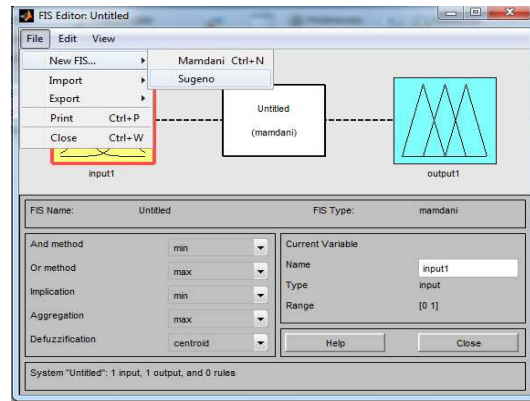 FIS Editor: Untitled
File Edit View
New FIS...
Mamdani Ctrl+N
Sugeno
Import
Export
Print Ctrl+P
Close Ctrl+W
Untitled
(mamdani)
input1
output1
FIS Name: Untitled FIS Type: mamdani
And method min
Or method max
Implication min
Aggregation max
Defuzzification centroid
Current Variable
Name input1
Type input
Range [0 1]
Help Close
System "Untitled": 1 input, 1 output, and 0 rules